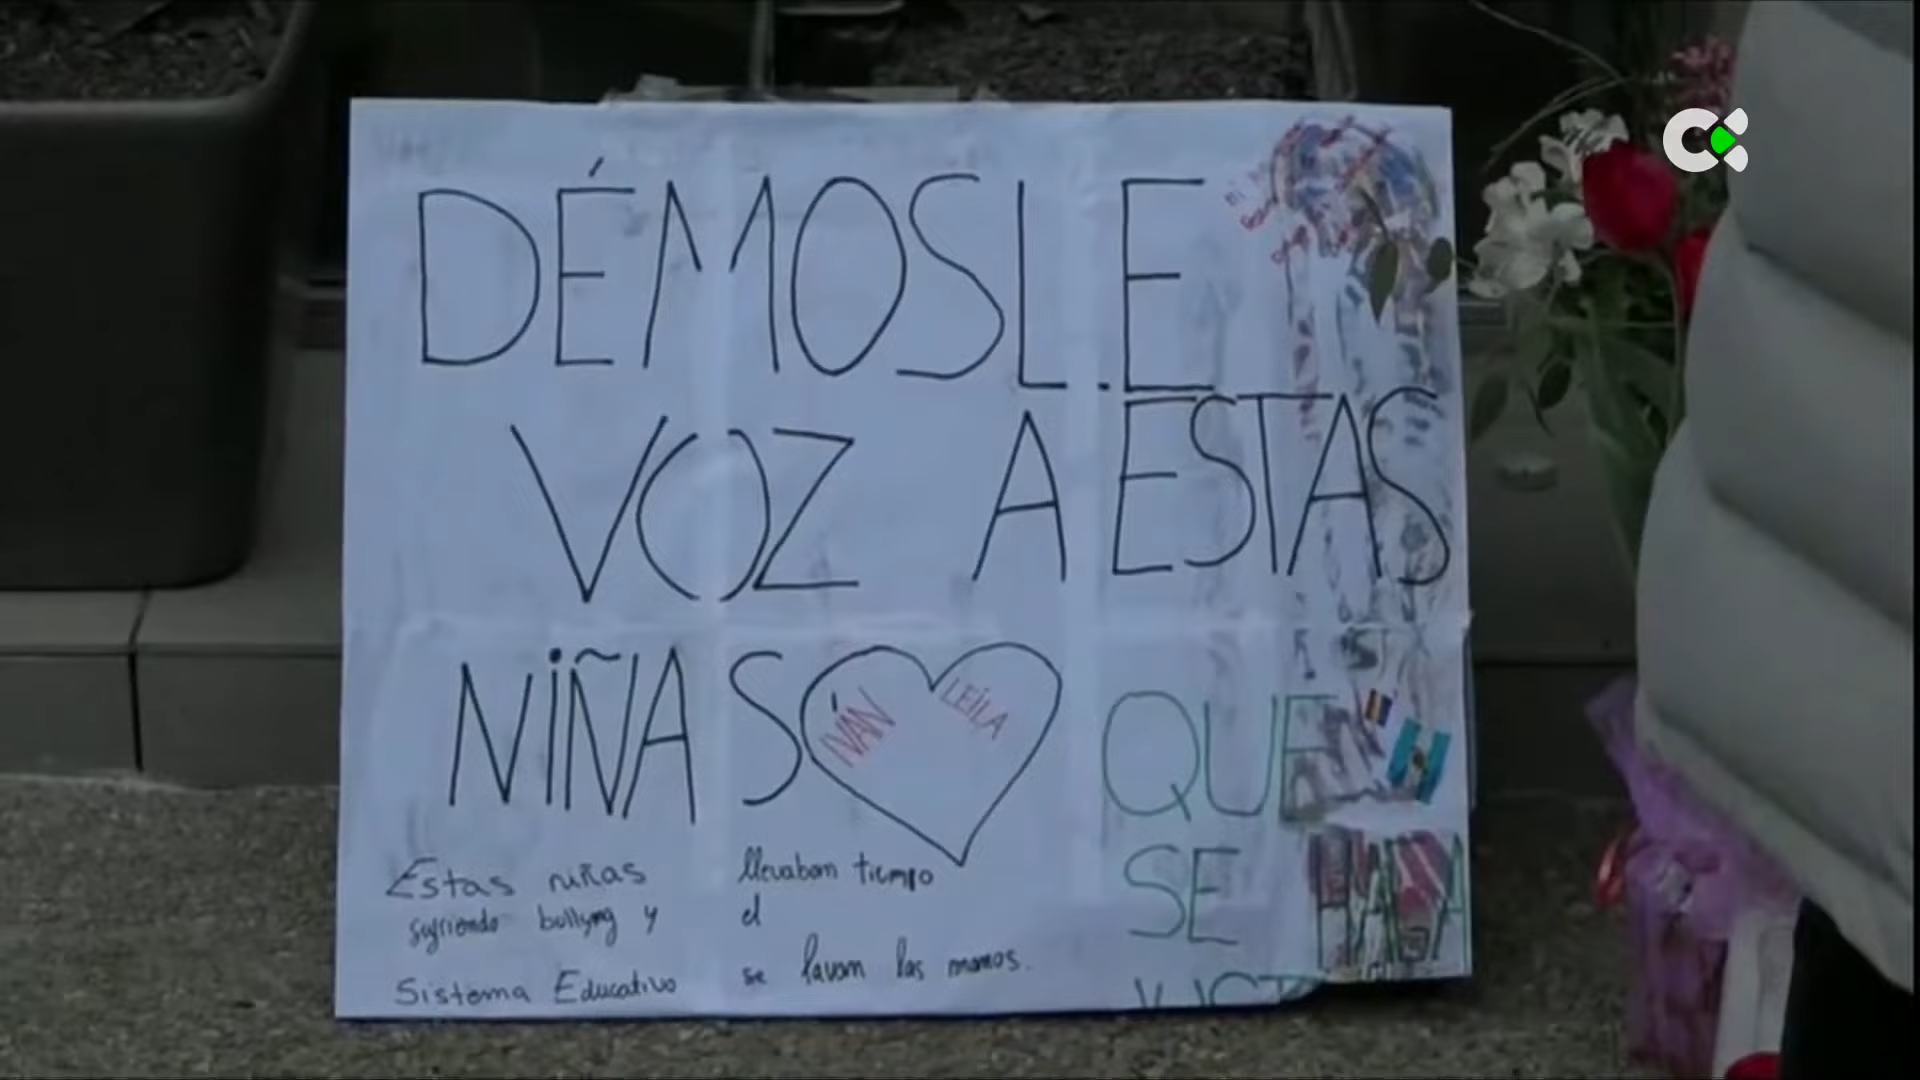 DÉMOSLE
VOZ A ESTAS
NIÑAS
IVÁN LEILA
QUE
SE HAGA
Estas niñas llevaban tiempo
sufriendo bullyng y el
Sistema Educativo se lavan las manos.